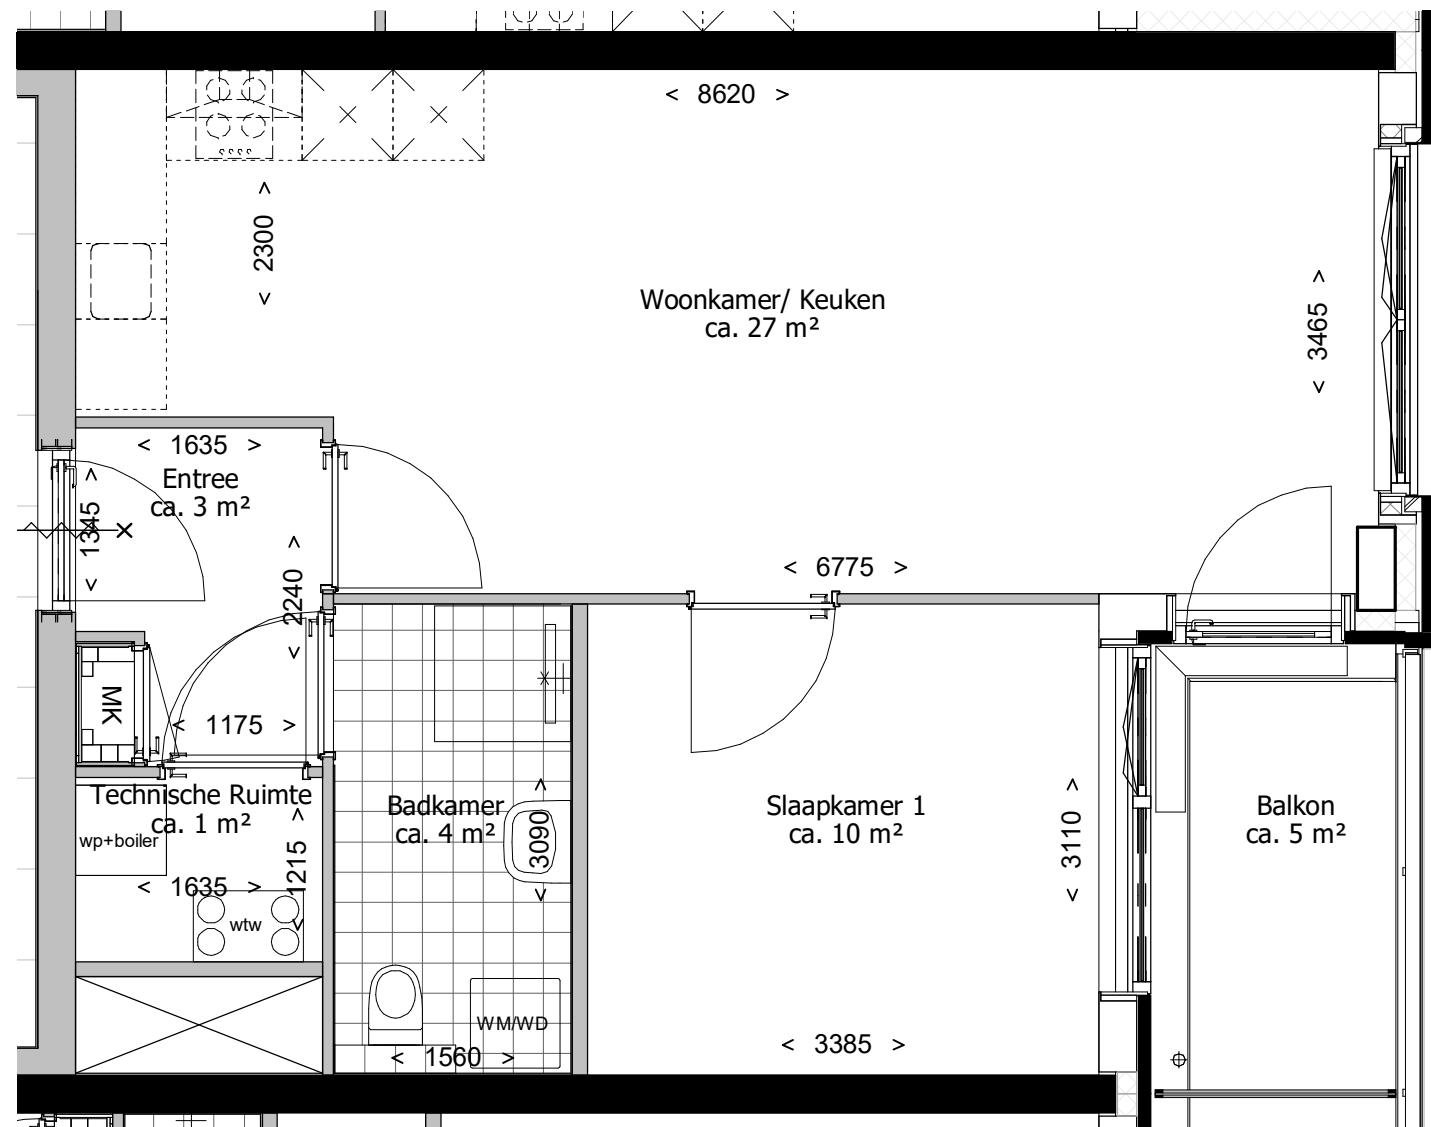 < 8620 >
< 2300 >
Woonkamer/ Keuken
ca. 27 m²
< 3465 >
< 1635 >
Entree
ca. 3 m²
< 1345 >
< 2240 >
< 6775 >
MK
< 1175 >
Technische Ruimte
ca. 1 m²
wp+boiler
< 1635 >
< 1215 >
wtw
Badkamer
ca. 4 m²
< 3090 >
Slaapkamer 1
ca. 10 m²
< 3110 >
Balkon
ca. 5 m²
WM/WD
< 1560 >
< 3385 >